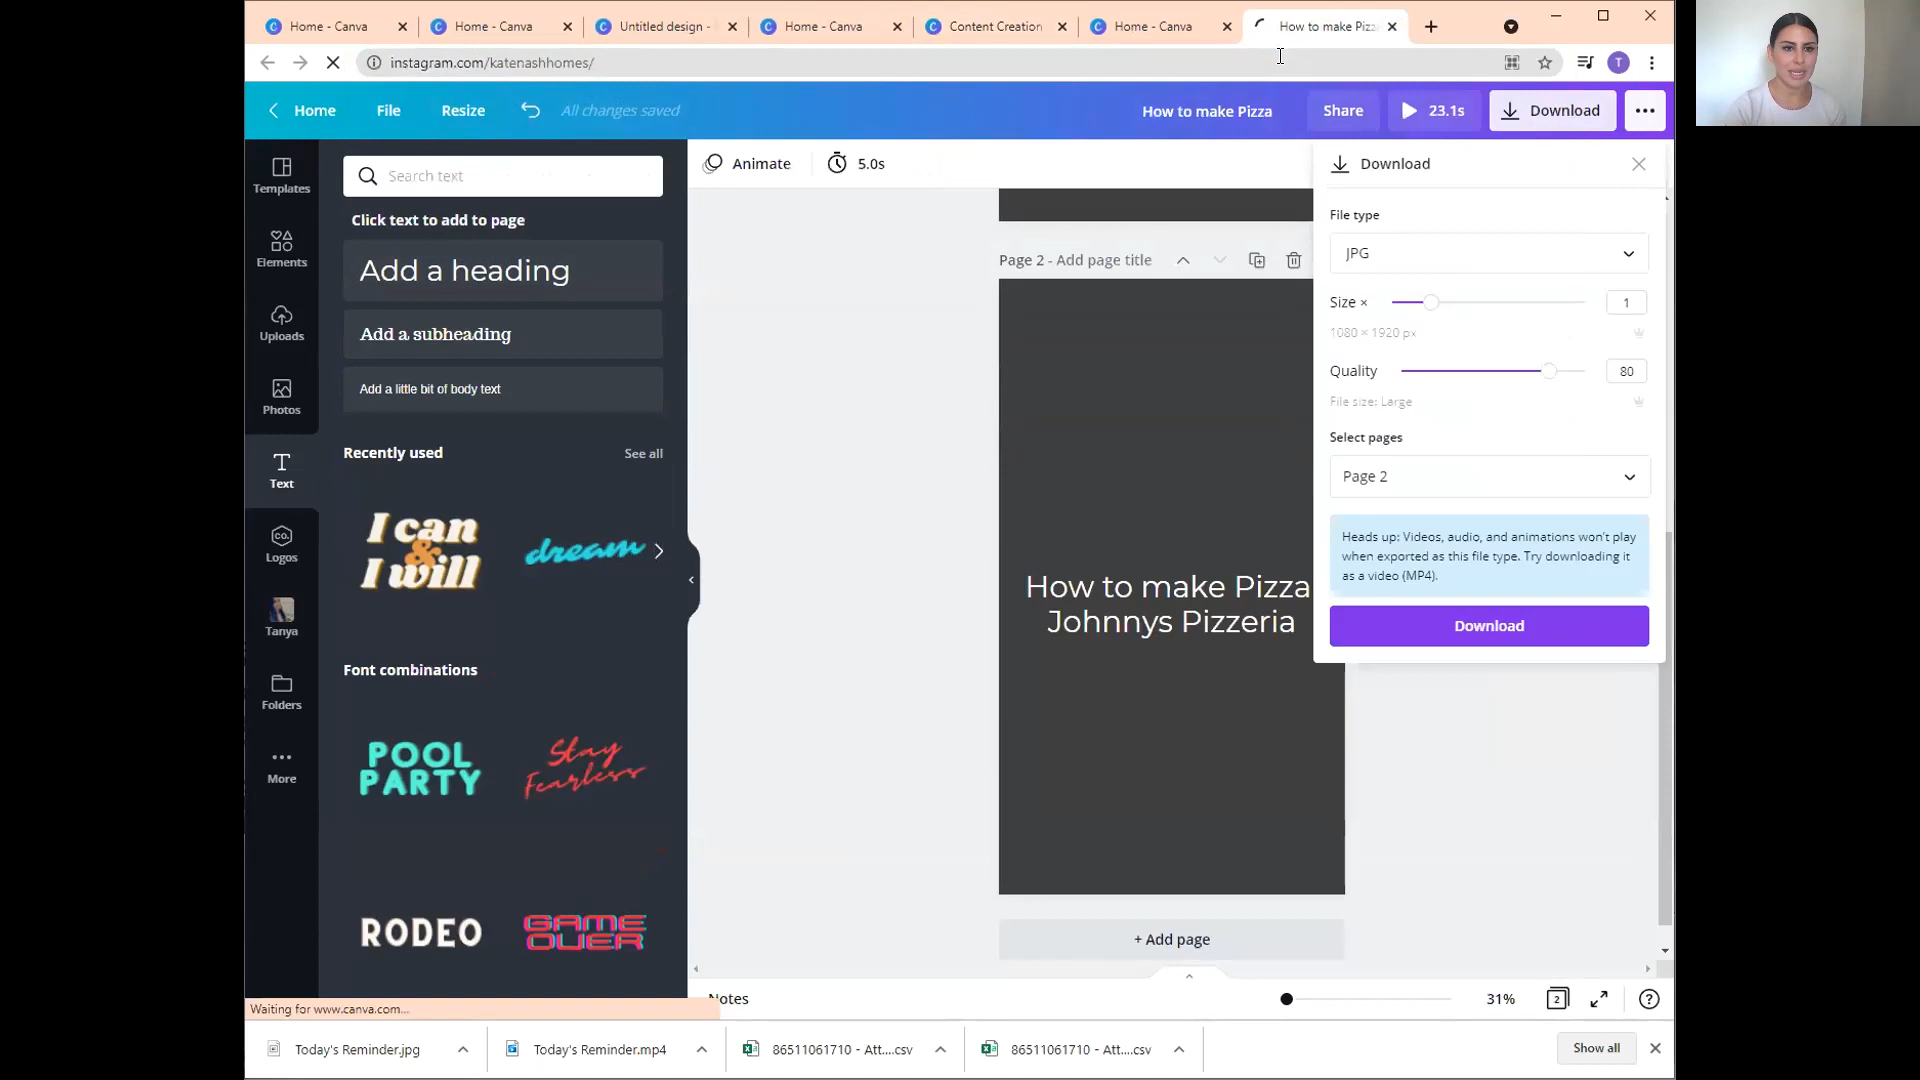 Home - Canva
Home - Canva
Untitled design -
Home - Canva
Content Creation
Home - Canva
How to make Pizza
instagram.com/katenashhomes/
T
Home
File
Resize
All changes saved
How to make Pizza
Share
23.1s
Download
Templates
Elements
Uploads
Photos
Text
Logos
Tanya
Folders
More
Search text
Click text to add to page
Add a heading
Add a subheading
Add a little bit of body text
Recently used
See all
I can
&
I will
dream
Font combinations
POOL
PARTY
Stay
Fearless
RODEO
GAME
OVER
Animate
5.0s
Page 2 - Add page title
How to make Pizza
Johnnys Pizzeria
+ Add page
Download
File type
JPG
Size ×
1
1080 × 1920 px
Quality
80
File size: Large
Select pages
Page 2
Heads up: Videos, audio, and animations won't play
when exported as this file type. Try downloading it
as a video (MP4).
Download
Notes
31%
2
Waiting for www.canva.com...
Today's Reminder.jpg
Today's Reminder.mp4
86511061710 - Att....csv
86511061710 - Att....csv
Show all